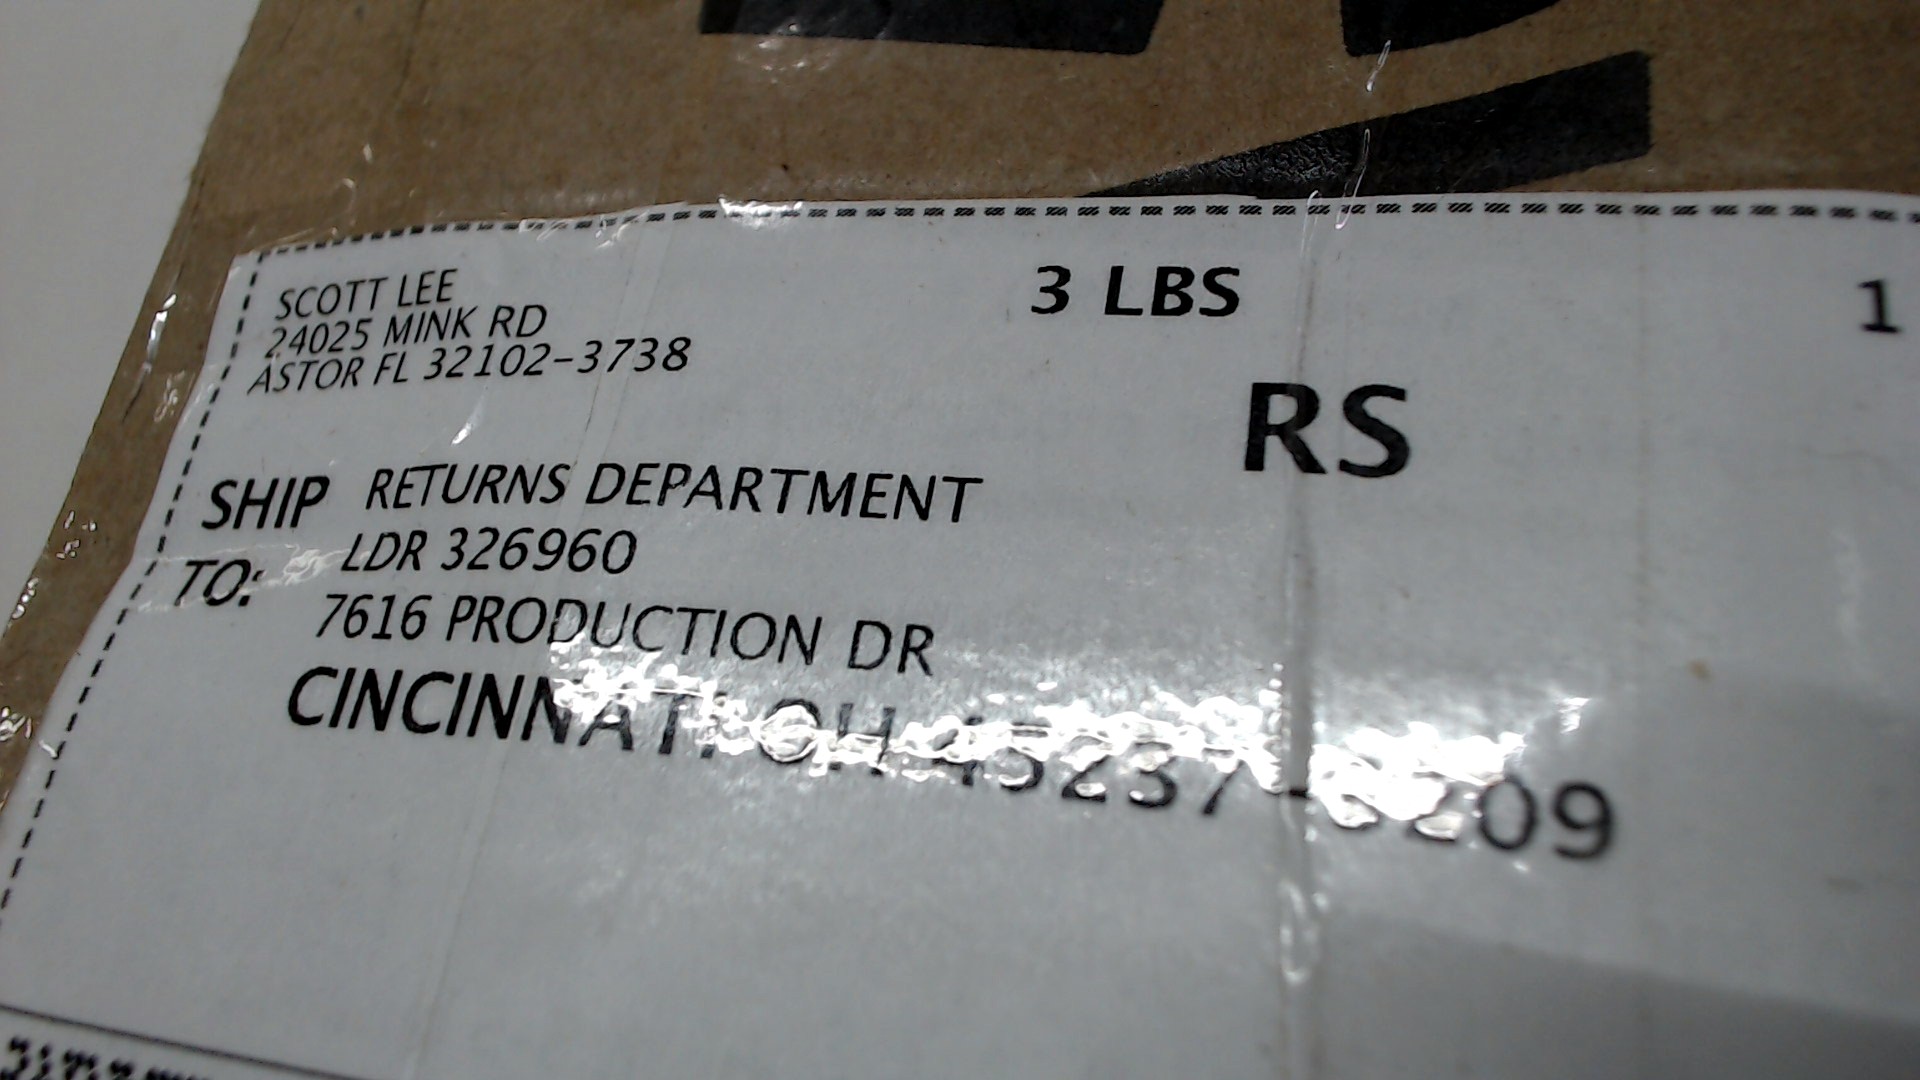 SCOTT LEE
24025 MINK RD
ASTOR FL 32102-3738
3 LBS
1
RS
SHIP TO:
RETURNS DEPARTMENT
LDR 326960
7616 PRODUCTION DR
CINCINNATI OH